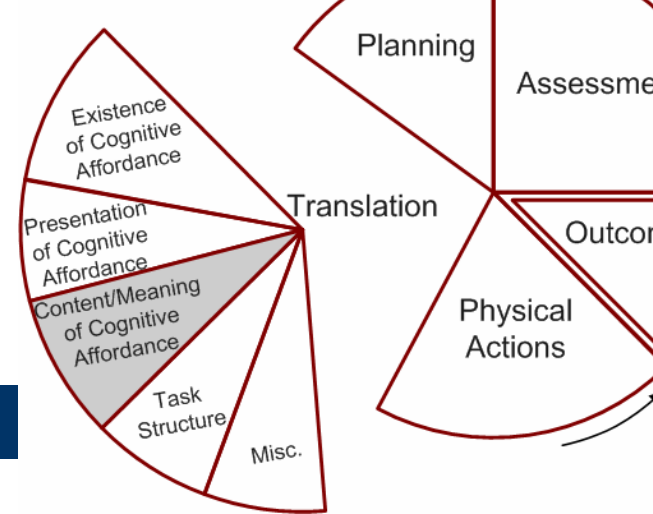 Planning
Assessme
Existence
of Cognitive
Affordance
Translation
Presentation
of Cognitive
Affordance
Outcor
Content/Meaning
of Cognitive
Affordance
Physical
Actions
Task
Structure
Misc.